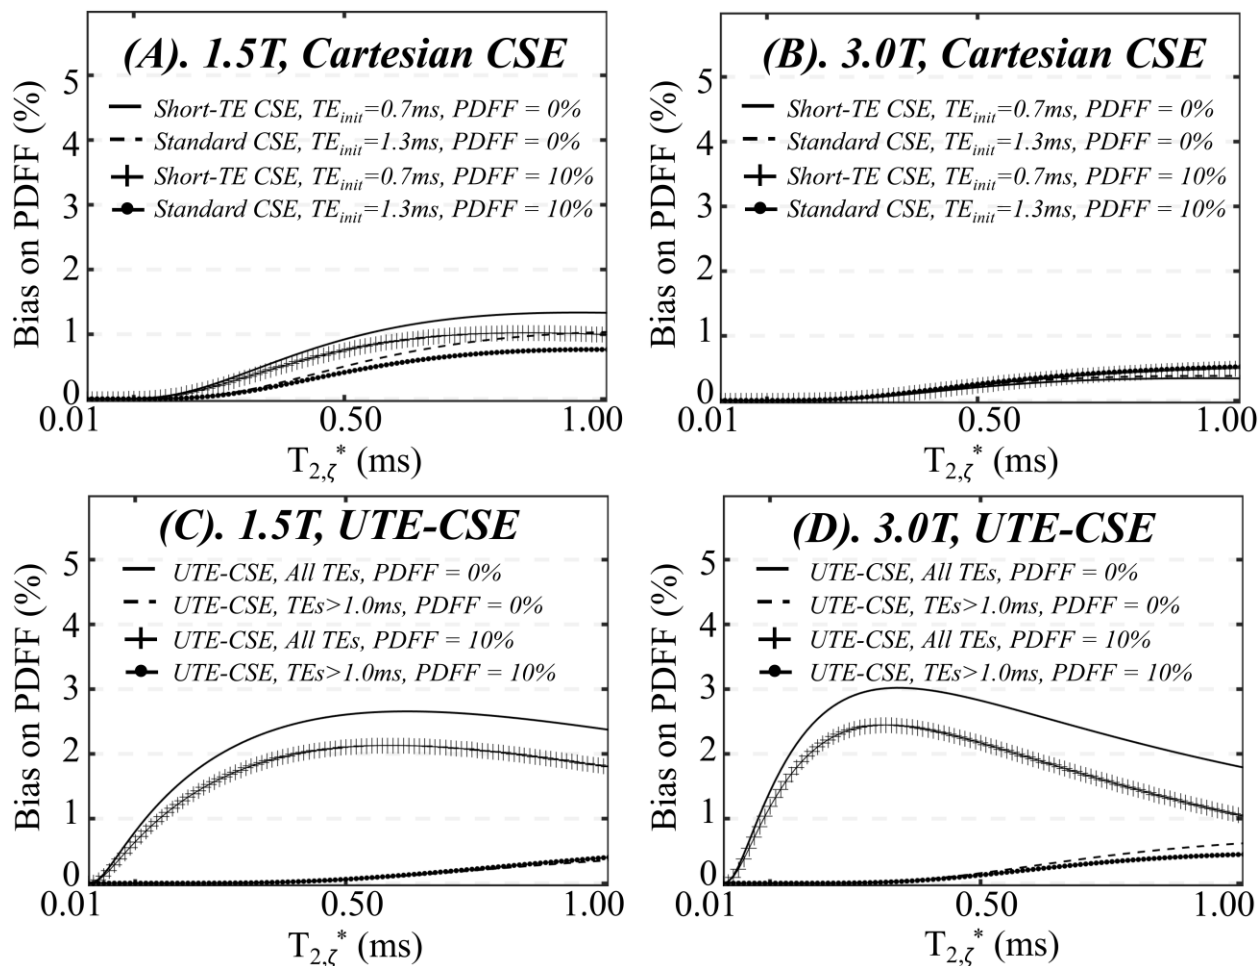 (A). 1.5T, Cartesian CSE
Bias on PDFF (%)
5
4
3
2
1
0
Short-TE CSE, TEinit=0.7ms, PDFF = 0%
Standard CSE, TEinit=1.3ms, PDFF = 0%
Short-TE CSE, TEinit=0.7ms, PDFF = 10%
Standard CSE, TEinit=1.3ms, PDFF = 10%
0.01 0.50 1.00
T2,ζ* (ms)
(B). 3.0T, Cartesian CSE
Bias on PDFF (%)
5
4
3
2
1
0
Short-TE CSE, TEinit=0.7ms, PDFF = 0%
Standard CSE, TEinit=1.3ms, PDFF = 0%
Short-TE CSE, TEinit=0.7ms, PDFF = 10%
Standard CSE, TEinit=1.3ms, PDFF = 10%
0.01 0.50 1.00
T2,ζ* (ms)
(C). 1.5T, UTE-CSE
Bias on PDFF (%)
5
4
3
2
1
0
UTE-CSE, All TEs, PDFF = 0%
UTE-CSE, TEs>1.0ms, PDFF = 0%
UTE-CSE, All TEs, PDFF = 10%
UTE-CSE, TEs>1.0ms, PDFF = 10%
0.01 0.50 1.00
T2,ζ* (ms)
(D). 3.0T, UTE-CSE
Bias on PDFF (%)
5
4
3
2
1
0
UTE-CSE, All TEs, PDFF = 0%
UTE-CSE, TEs>1.0ms, PDFF = 0%
UTE-CSE, All TEs, PDFF = 10%
UTE-CSE, TEs>1.0ms, PDFF = 10%
0.01 0.50 1.00
T2,ζ* (ms)